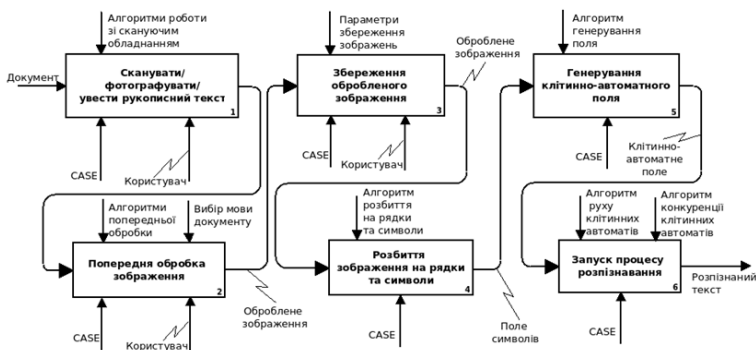 Алгоритми роботи
зі скануючим
обладнанням
Документ
Сканувати/
фотографувати/
увести рукописний текст
1
CASE
Користувач
Алгоритми
попередньої
обробки
Вибір мови
документу
Попередня обробка
зображення
2
CASE
Користувач
Оброблене
зображення
Параметри
збереження
зображень
Збереження
обробленого
зображення
3
CASE
Користувач
Оброблене
зображення
Алгоритм
розбиття
на рядки
та символи
Розбиття
зображення на рядки
та символи
4
CASE
Поле
символів
Алгоритм
генерування
поля
Генерування
клітинно-автоматного
поля
5
CASE
Клітинно-
автоматне
поле
Алгоритм
руху
клітинних
автоматів
Алгоритм
конкуренції
клітинних
автоматів
Запуск процесу
розпізнавання
6
CASE
Розпізнаний
текст